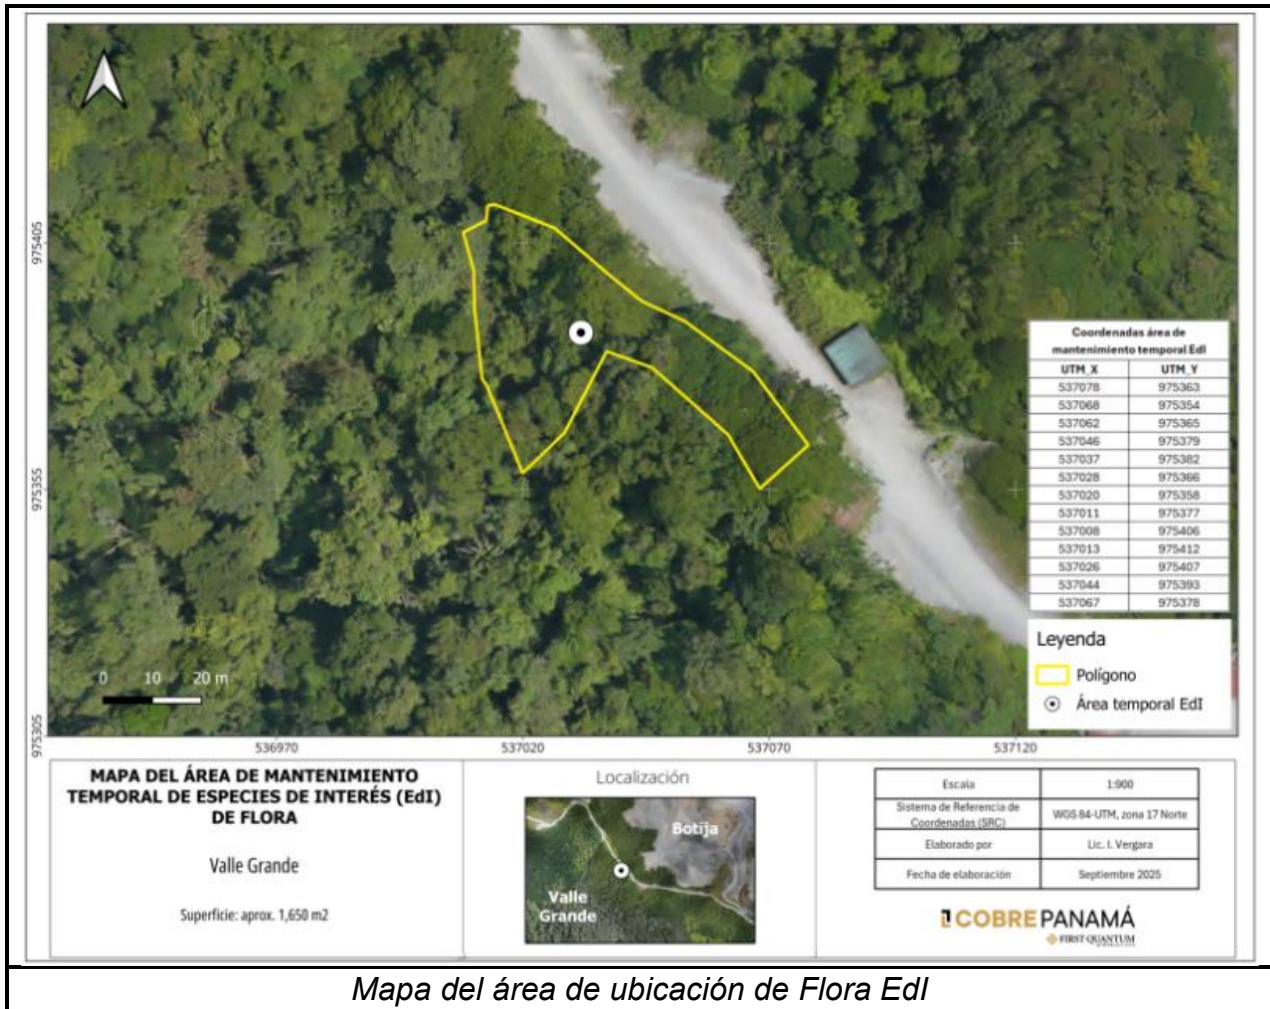 975405
975355
975305
536970
537020
537070
537120
0 10 20 m
Coordenadas área de
mantenimiento temporal EdI
UTM_X UTM_Y
537078 975363
537068 975354
537062 975365
537046 975379
537037 975382
537028 975366
537020 975358
537011 975377
537008 975406
537013 975412
537026 975407
537044 975393
537067 975378
Leyenda
Polígono
Área temporal EdI
MAPA DEL ÁREA DE MANTENIMIENTO
TEMPORAL DE ESPECIES DE INTERÉS (EdI)
DE FLORA
Valle Grande
Superficie: aprox. 1,650 m2
Localización
Botija
Valle
Grande
Escala 1:900
Sistema de Referencia de
Coordenadas (SRC) WGS 84-UTM, zona 17 Norte
Elaborado por Lic. I. Vergara
Fecha de elaboración Septiembre 2025
COBRE PANAMÁ
FIRST QUANTUM
Mapa del área de ubicación de Flora EdI